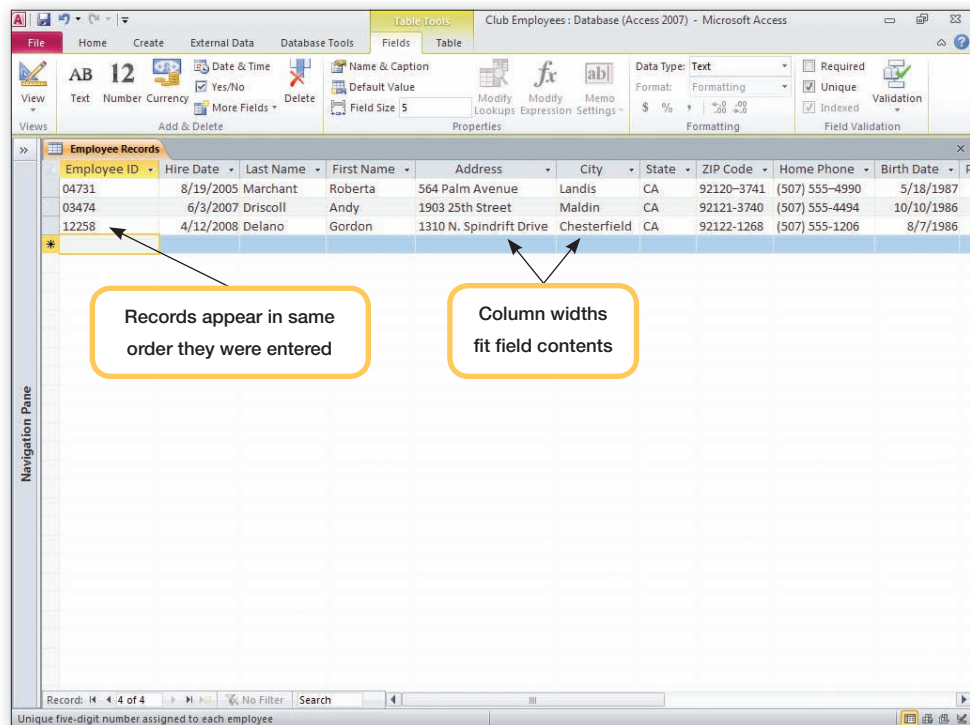 Table Tools
Club Employees : Database (Access 2007) - Microsoft Access
File Home Create External Data Database Tools Fields Table
View
Views
AB Text
12 Number
Currency
Date & Time
Yes/No
More Fields
Delete
Add & Delete
Name & Caption
Default Value
Field Size 5
Modify Lookups
fx Modify Expression
ab Memo Settings
Properties
Data Type: Text
Format: Formatting
$ % ,
Formatting
Required
Unique
Indexed
Validation
Field Validation
Employee Records
Employee ID Hire Date Last Name First Name Address City State ZIP Code Home Phone Birth Date P
04731 8/19/2005 Marchant Roberta 564 Palm Avenue Landis CA 92120–3741 (507) 555–4990 5/18/1987
03474 6/3/2007 Driscoll Andy 1903 25th Street Maldin CA 92121-3740 (507) 555-4494 10/10/1986
12258 4/12/2008 Delano Gordon 1310 N. Spindrift Drive Chesterfield CA 92122-1268 (507) 555-1206 8/7/1986
Records appear in same
order they were entered
Column widths
fit field contents
Navigation Pane
Record: 4 of 4 No Filter Search
Unique five-digit number assigned to each employee